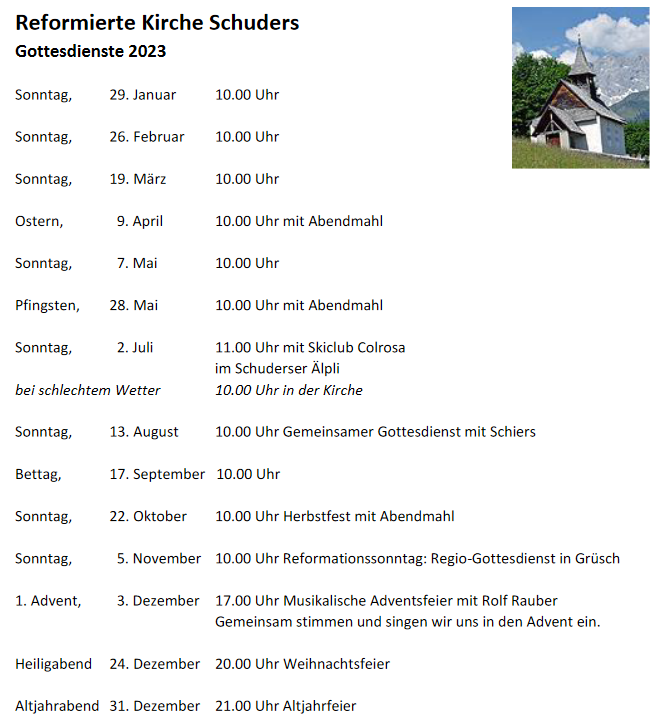 Reformierte Kirche Schuders
Gottesdienste 2023
Sonntag, 29. Januar 10.00 Uhr
Sonntag, 26. Februar 10.00 Uhr
Sonntag, 19. März 10.00 Uhr
Ostern, 9. April 10.00 Uhr mit Abendmahl
Sonntag, 7. Mai 10.00 Uhr
Pfingsten, 28. Mai 10.00 Uhr mit Abendmahl
Sonntag, 2. Juli 11.00 Uhr mit Skiclub Colrosa
im Schuderser Älpli
bei schlechtem Wetter 10.00 Uhr in der Kirche
Sonntag, 13. August 10.00 Uhr Gemeinsamer Gottesdienst mit Schiers
Bettag, 17. September 10.00 Uhr
Sonntag, 22. Oktober 10.00 Uhr Herbstfest mit Abendmahl
Sonntag, 5. November 10.00 Uhr Reformationssonntag: Regio-Gottesdienst in Grüsch
1. Advent, 3. Dezember 17.00 Uhr Musikalische Adventsfeier mit Rolf Rauber
Gemeinsam stimmen und singen wir uns in den Advent ein.
Heiligabend 24. Dezember 20.00 Uhr Weihnachtsfeier
Altjahrabend 31. Dezember 21.00 Uhr Altjahrfeier